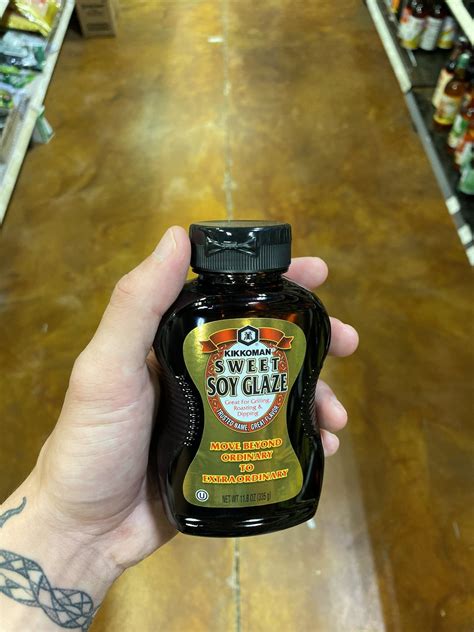 KIKKOMAN
SWEET
SOY GLAZE
Great For Grilling,
Roasting &
Dipping
TRUSTED NAME, GREAT FLAVOR
MOVE BEYOND
ORDINARY
TO
EXTRAORDINARY
U
NET WT 11.8 OZ (335 g)